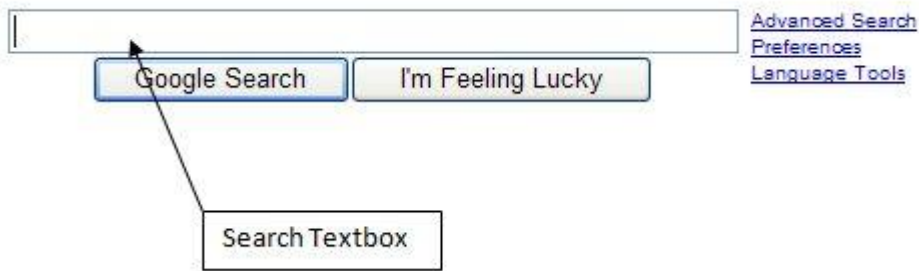 Advanced Search
Preferences
Language Tools
Google Search
I'm Feeling Lucky
Search Textbox